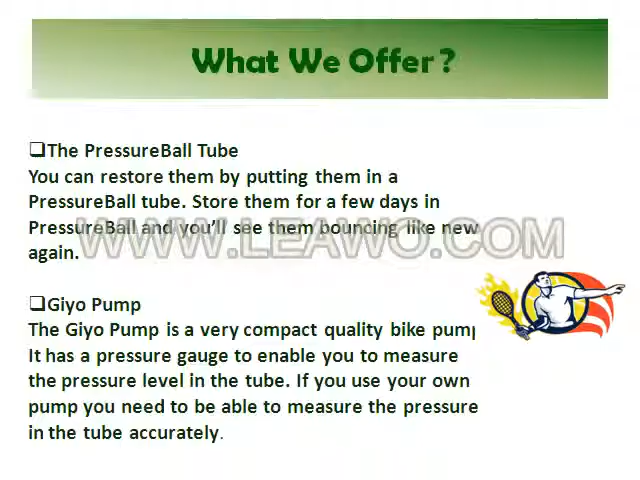 What We Offer ?
❑The PressureBall Tube
You can restore them by putting them in a
PressureBall tube. Store them for a few days in
PressureBall and you'll see them bouncing like new
again.
WWW.LEAWO.COM
❑Giyo Pump
The Giyo Pump is a very compact quality bike pump
It has a pressure gauge to enable you to measure
the pressure level in the tube. If you use your own
pump you need to be able to measure the pressure
in the tube accurately.